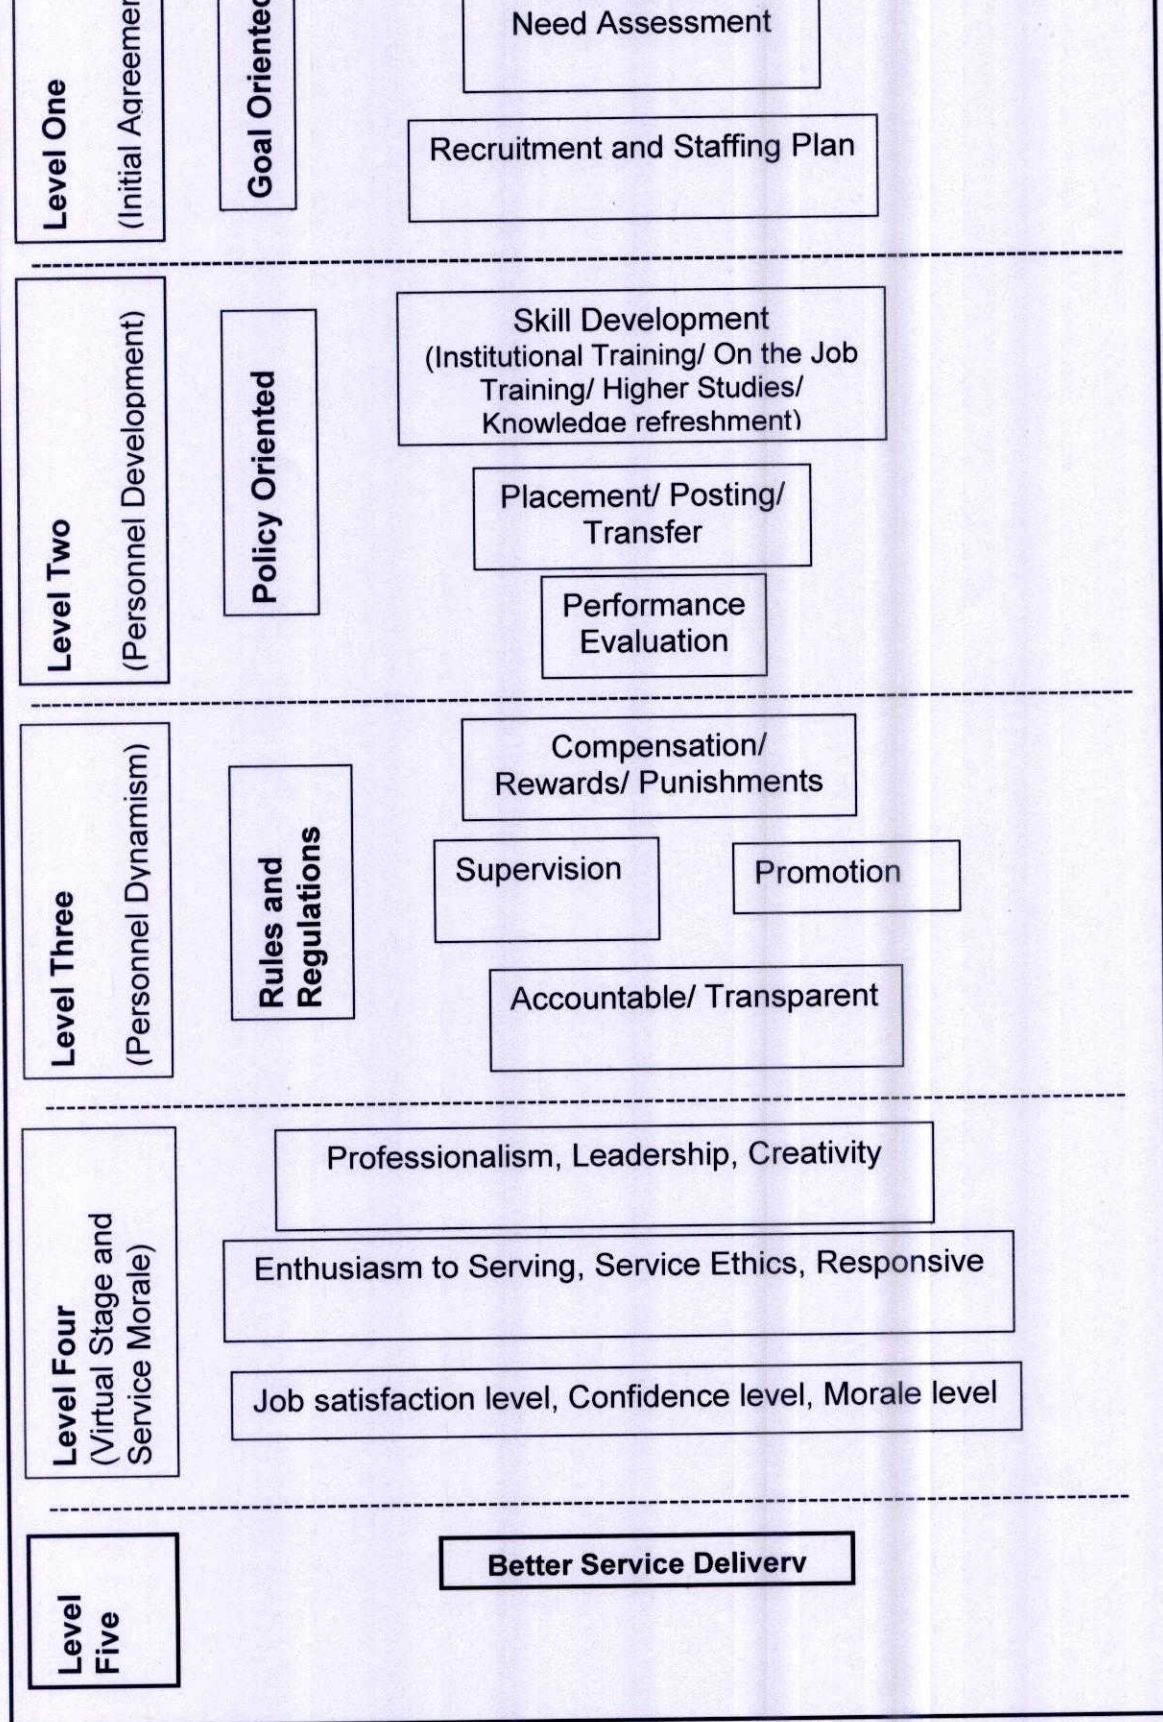 Level One
(Initial Agreemen
Goal Oriented
Need Assessment
Recruitment and Staffing Plan
Level Two
(Personnel Development)
Policy Oriented
Skill Development
(Institutional Training/ On the Job
Training/ Higher Studies/
Knowledge refreshment)
Placement/ Posting/
Transfer
Performance
Evaluation
Level Three
(Personnel Dynamism)
Rules and
Regulations
Compensation/
Rewards/ Punishments
Supervision
Promotion
Accountable/ Transparent
Level Four
(Virtual Stage and
Service Morale)
Professionalism, Leadership, Creativity
Enthusiasm to Serving, Service Ethics, Responsive
Job satisfaction level, Confidence level, Morale level
Level
Five
Better Service Delivery